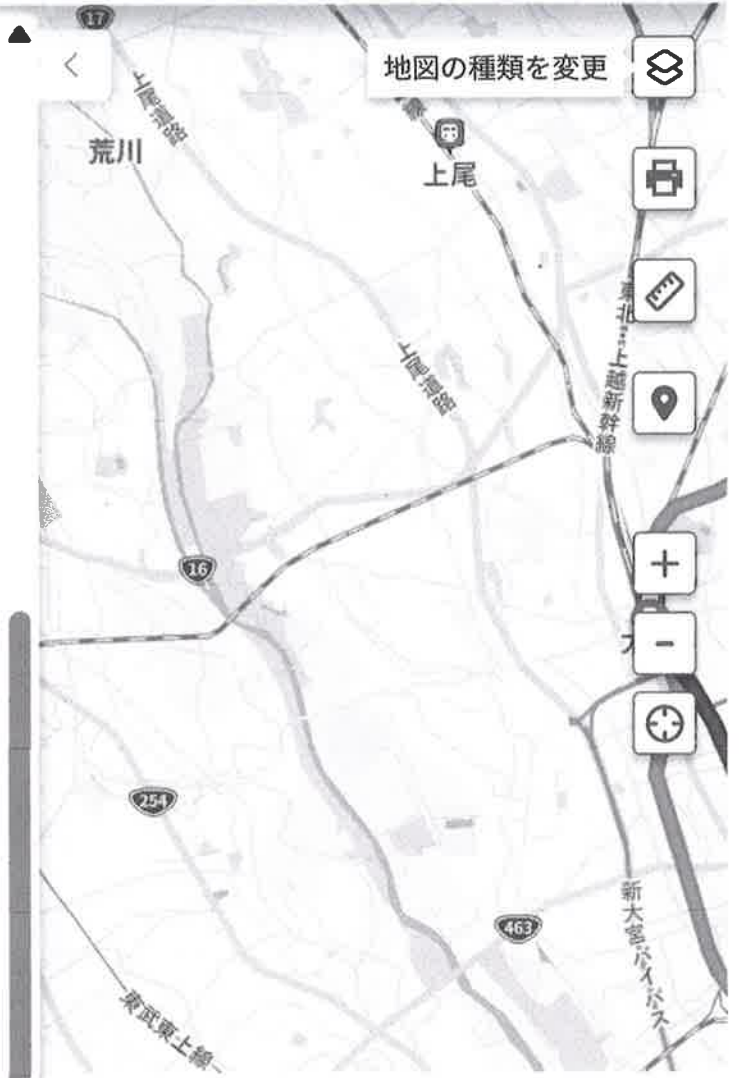 17
地図の種類を変更
上尾道路
荒川
線
上尾
東北・上越新幹線
上尾道路
16
大
254
463
新大宮バイパス
東武東上線